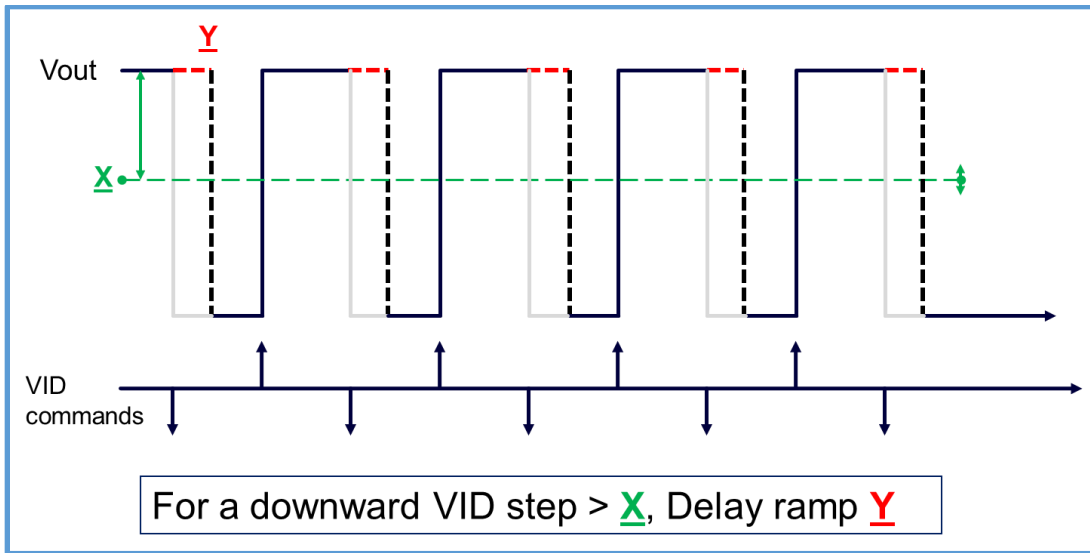 Y
Vout
X
VID
commands
For a downward VID step > X, Delay ramp Y